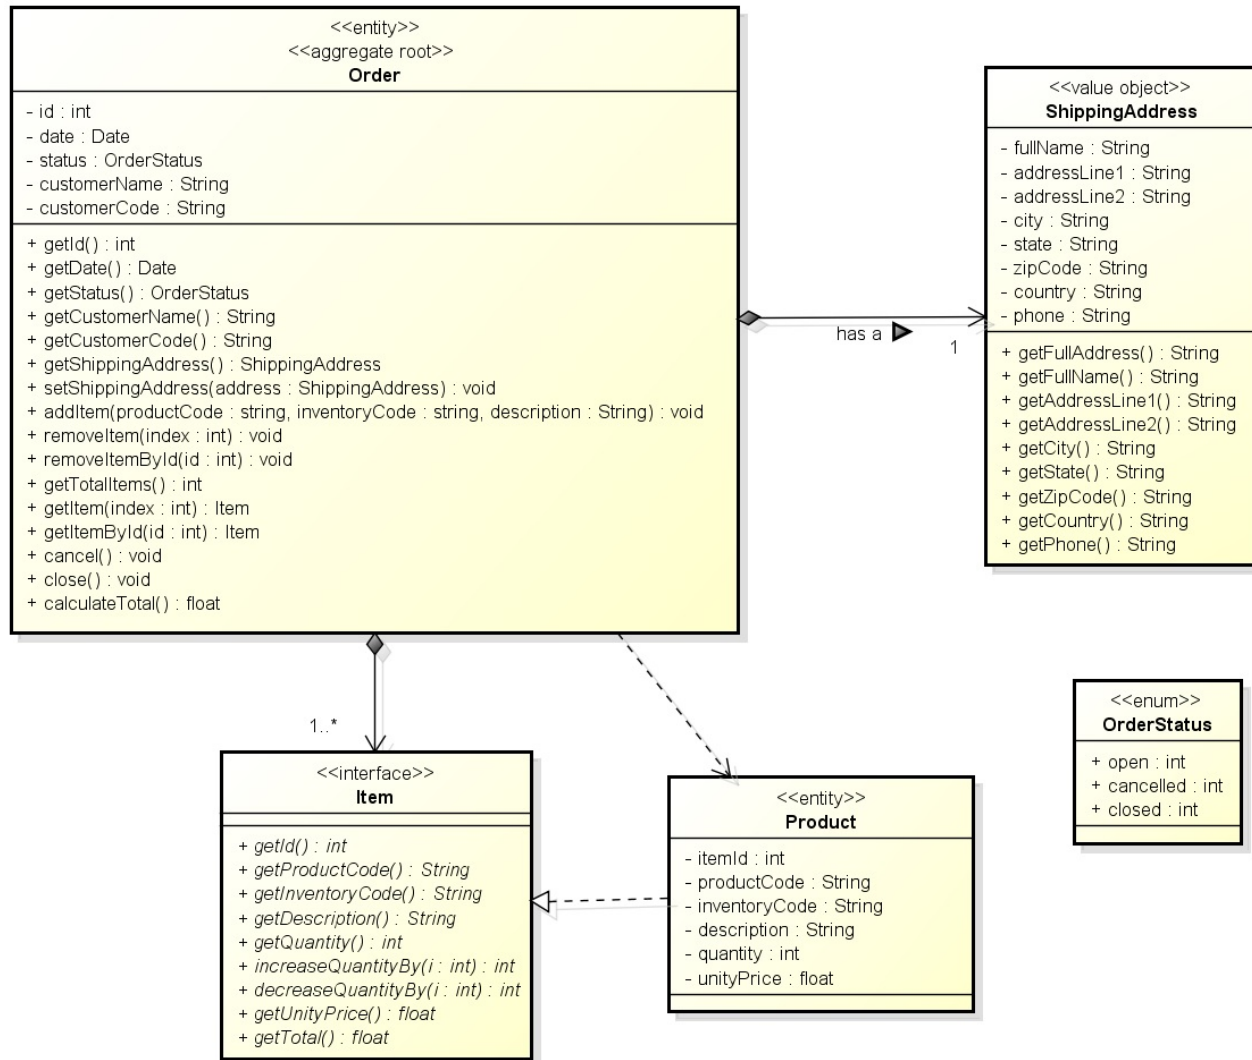 <<entity>>
<<aggregate root>>
Order
- id : int
- date : Date
- status : OrderStatus
- customerName : String
- customerCode : String
+ getId() : int
+ getDate() : Date
+ getStatus() : OrderStatus
+ getCustomerName() : String
+ getCustomerCode() : String
+ getShippingAddress() : ShippingAddress
+ setShippingAddress(address : ShippingAddress) : void
+ addItem(productCode : string, inventoryCode : string, description : String) : void
+ removeItem(index : int) : void
+ removeItemById(id : int) : void
+ getTotalItems() : int
+ getItem(index : int) : Item
+ getItemById(id : int) : Item
+ cancel() : void
+ close() : void
+ calculateTotal() : float
has a
1
<<value object>>
ShippingAddress
- fullName : String
- addressLine1 : String
- addressLine2 : String
- city : String
- state : String
- zipCode : String
- country : String
- phone : String
+ getFullAddress() : String
+ getFullName() : String
+ getAddressLine1() : String
+ getAddressLine2() : String
+ getCity() : String
+ getState() : String
+ getZipCode() : String
+ getCountry() : String
+ getPhone() : String
1..*
<<interface>>
Item
+ getId() : int
+ getProductCode() : String
+ getInventoryCode() : String
+ getDescription() : String
+ getQuantity() : int
+ increaseQuantityBy(i : int) : int
+ decreaseQuantityBy(i : int) : int
+ getUnityPrice() : float
+ getTotal() : float
<<entity>>
Product
- itemId : int
- productCode : String
- inventoryCode : String
- description : String
- quantity : int
- unityPrice : float
<<enum>>
OrderStatus
+ open : int
+ cancelled : int
+ closed : int